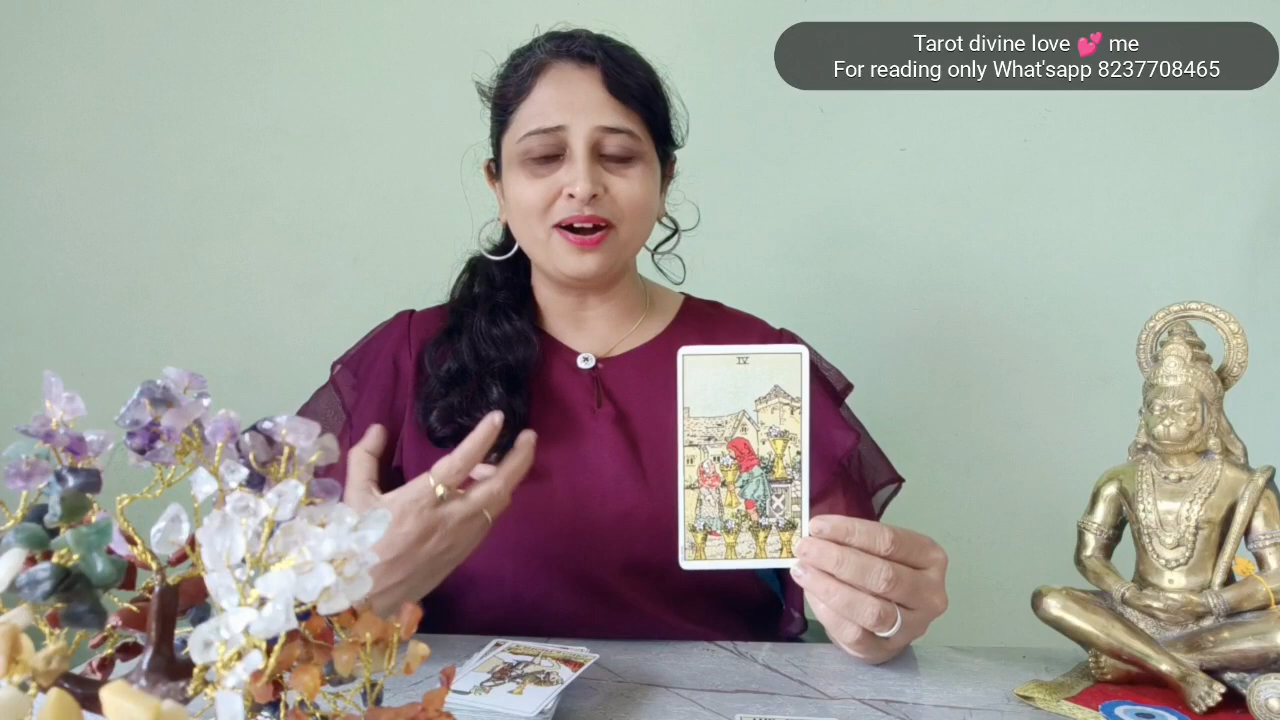 Tarot divine love 💕 me
For reading only What'sapp 8237708465
IV